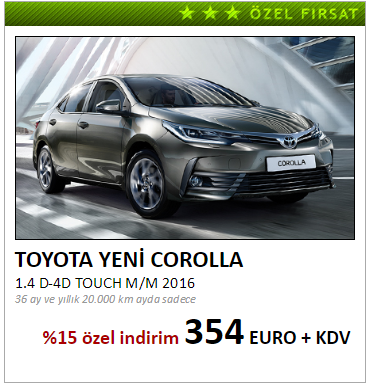 ★ ★ ★ ÖZEL FIRSAT
COROLLA
TOYOTA YENİ COROLLA
1.4 D-4D TOUCH M/M 2016
36 ay ve yıllık 20.000 km ayda sadece
%15 özel indirim 354 EURO + KDV